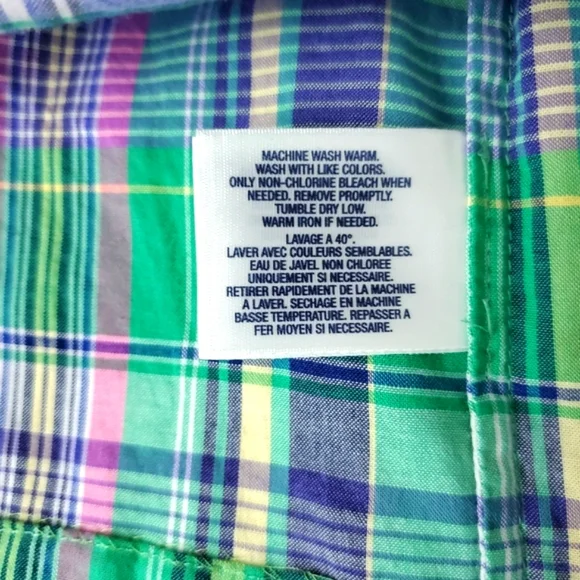 MACHINE WASH WARM.
WASH WITH LIKE COLORS.
ONLY NON-CHLORINE BLEACH WHEN
NEEDED. REMOVE PROMPTLY.
TUMBLE DRY LOW.
WARM IRON IF NEEDED.
LAVAGE A 40°.
LAVER AVEC COULEURS SEMBLABLES.
EAU DE JAVEL NON CHLOREE
UNIQUEMENT SI NECESSAIRE.
RETIRER RAPIDEMENT DE LA MACHINE
A LAVER. SECHAGE EN MACHINE
BASSE TEMPERATURE. REPASSER A
FER MOYEN SI NECESSAIRE.